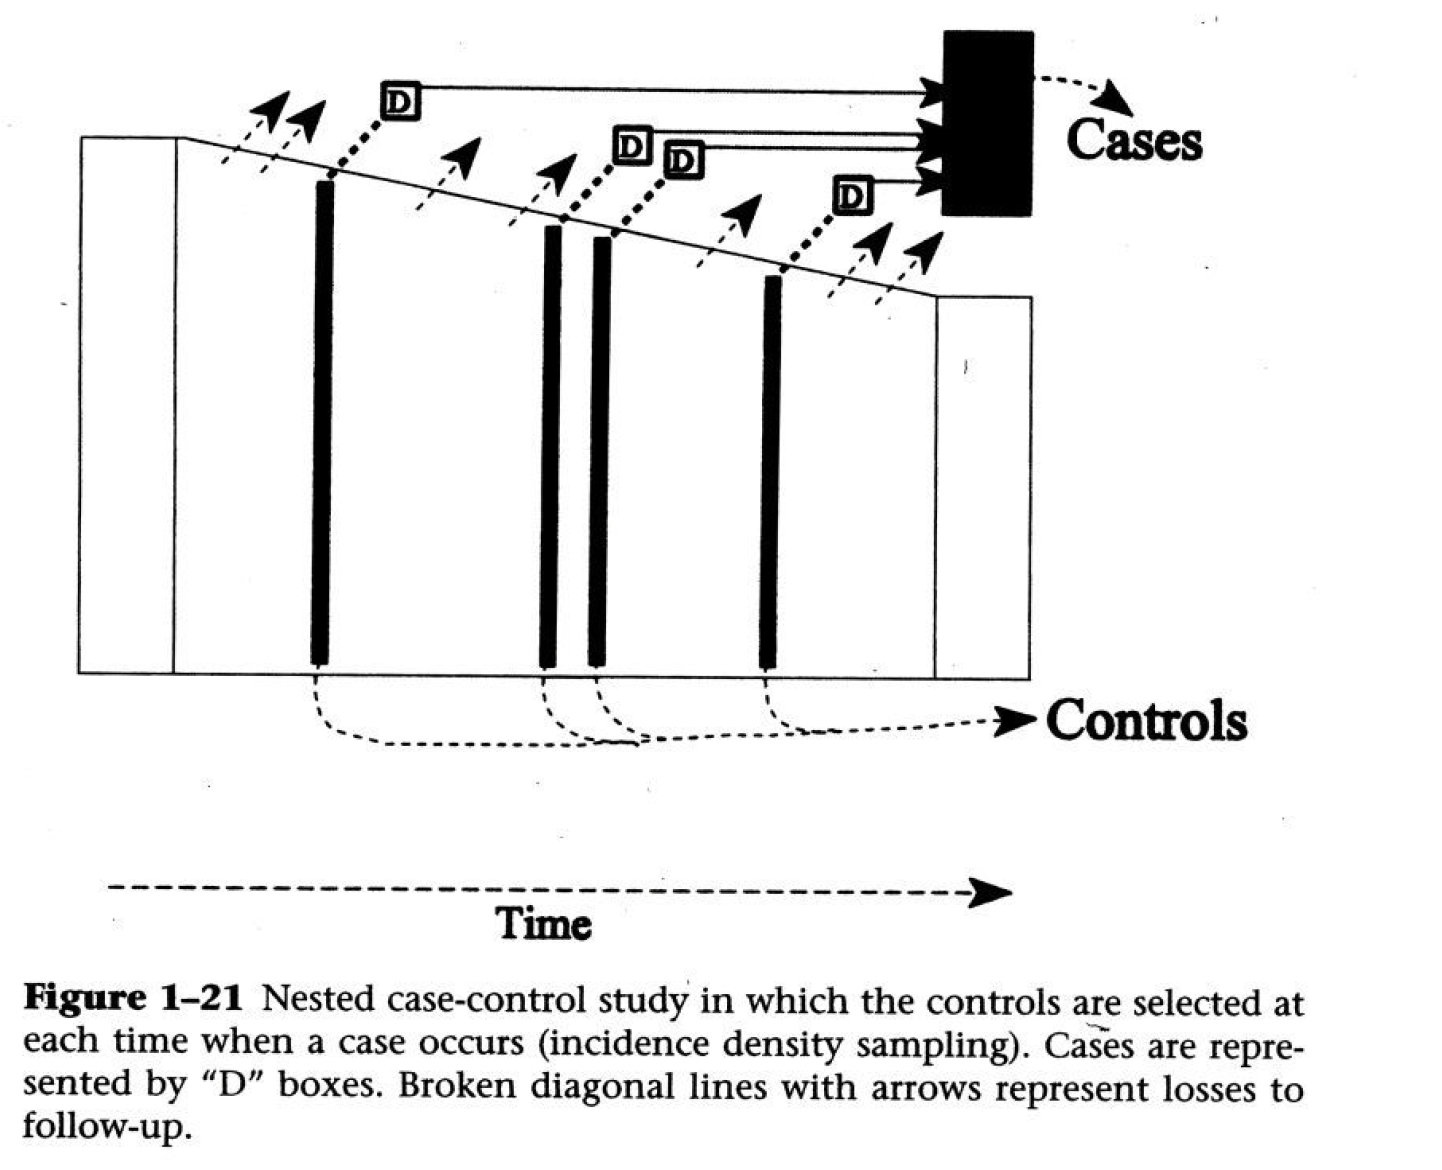 D
D
D
D
Cases
Controls
Time
Figure 1–21 Nested case-control study in which the controls are selected at
each time when a case occurs (incidence density sampling). Cases are repre-
sented by “D” boxes. Broken diagonal lines with arrows represent losses to
follow-up.